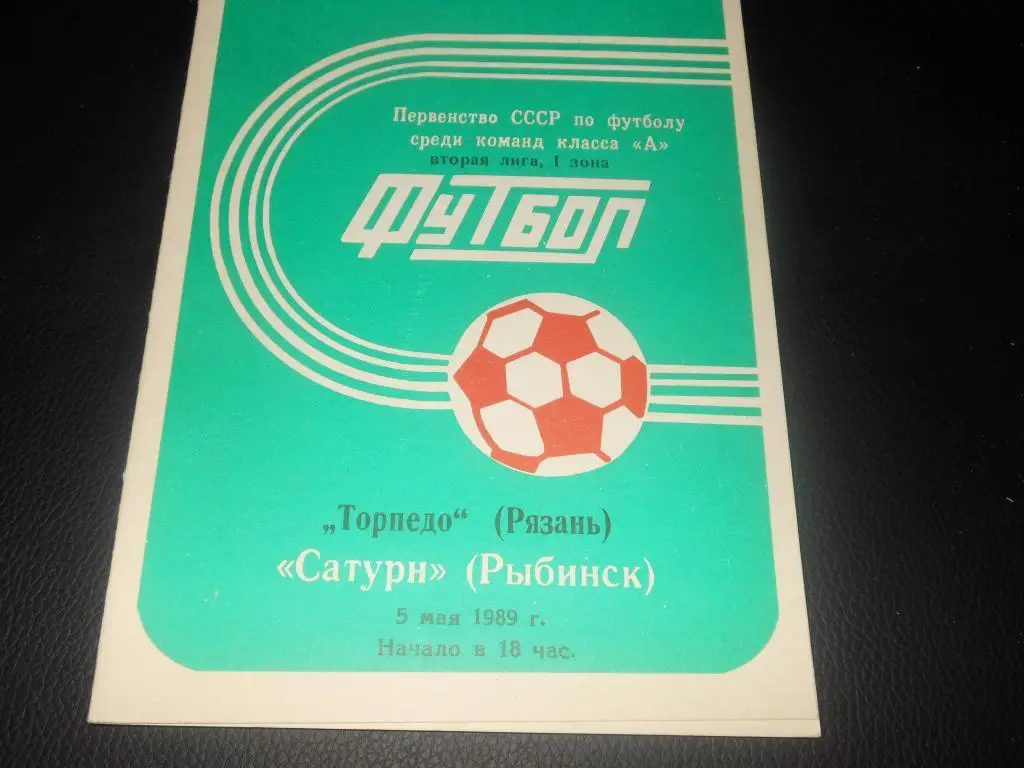 Первенство СССР по футболу
среди команд класса «А»
вторая лига, I зона
ФУТБОЛ
„Торпедо“ (Рязань)
«Сатурн» (Рыбинск)
5 мая 1989 г.
Начало в 18 час.